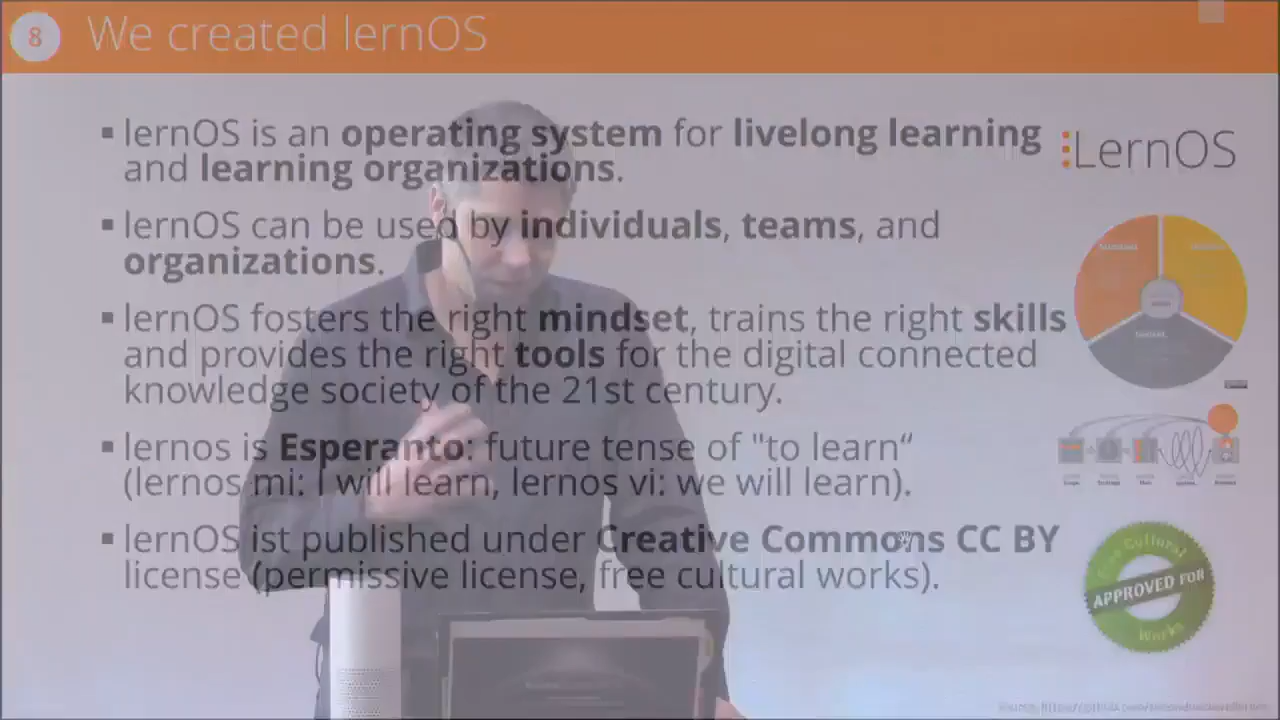 8 We created lernOS
▪ lernOS is an operating system for livelong learning
and learning organizations.
▪ lernOS can be used by individuals, teams, and
organizations.
▪ lernOS fosters the right mindset, trains the right skills
and provides the right tools for the digital connected
knowledge society of the 21st century.
▪ lernos is Esperanto: future tense of "to learn“
(lernos mi: I will learn, lernos vi: we will learn).
▪ lernOS ist published under Creative Commons CC BY
license (permissive license, free cultural works).
LernOS
Cultural
APPROVED FOR
Works